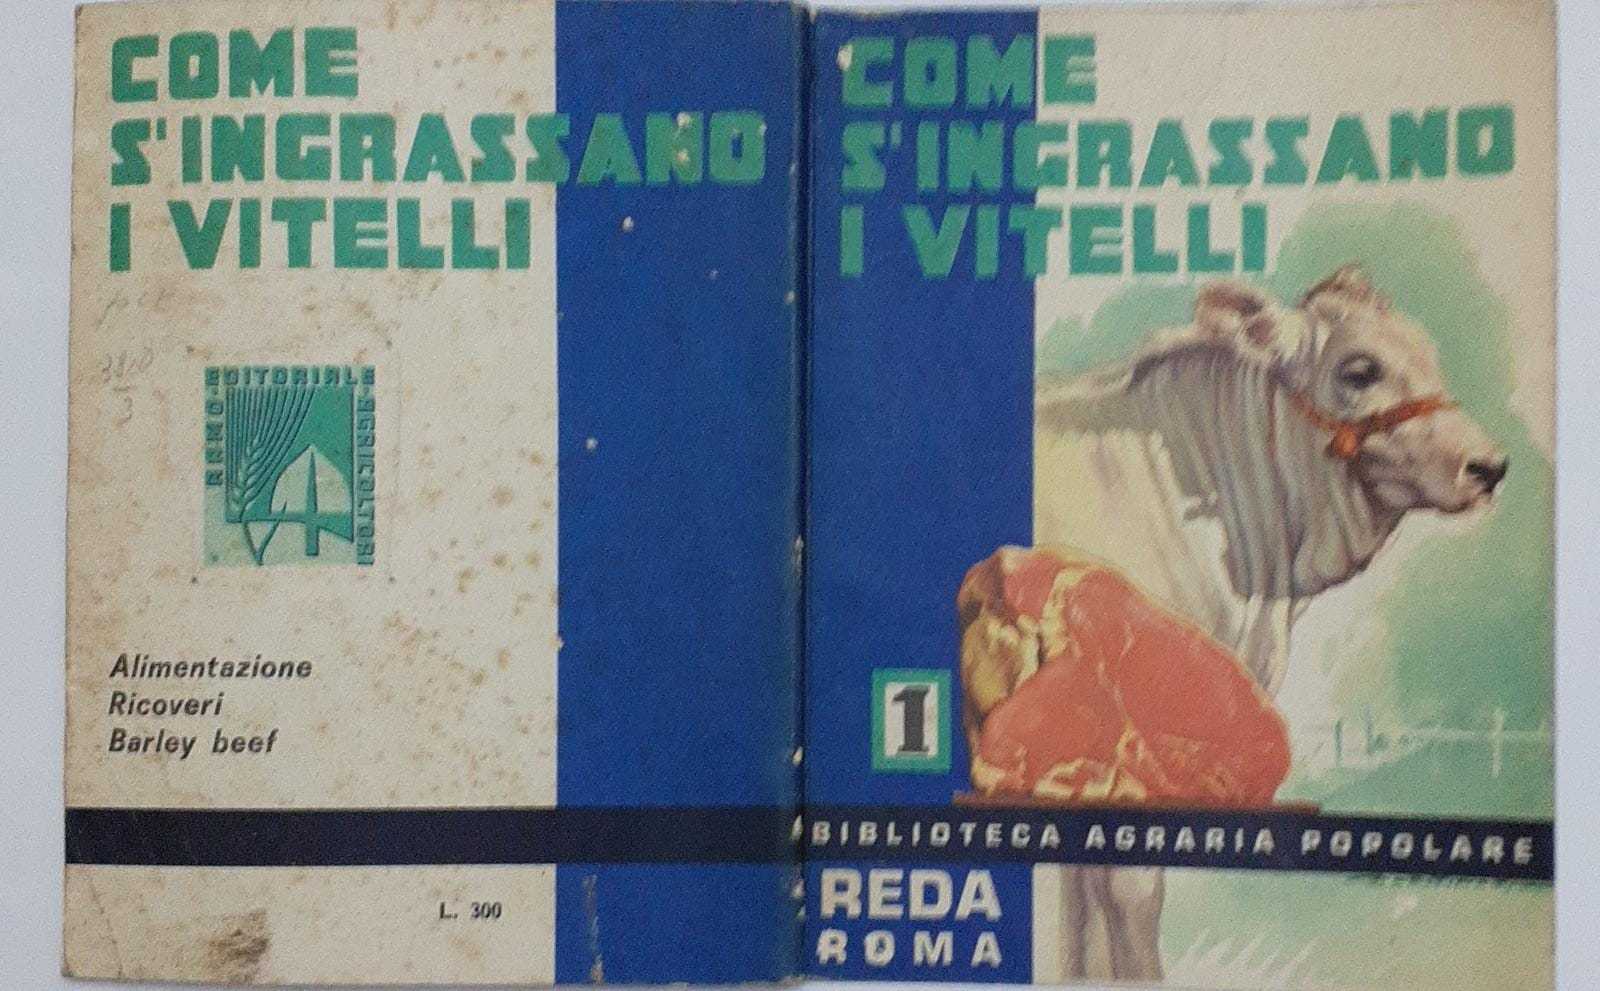 COME
S'INGRASSANO
I VITELLI
RAMO·EDITORIALE·AGRICOLTORI
Alimentazione
Ricoveri
Barley beef
L. 300
COME
S'INGRASSANO
I VITELLI
1
BIBLIOTECA AGRARIA POPOLARE
REDA
ROMA